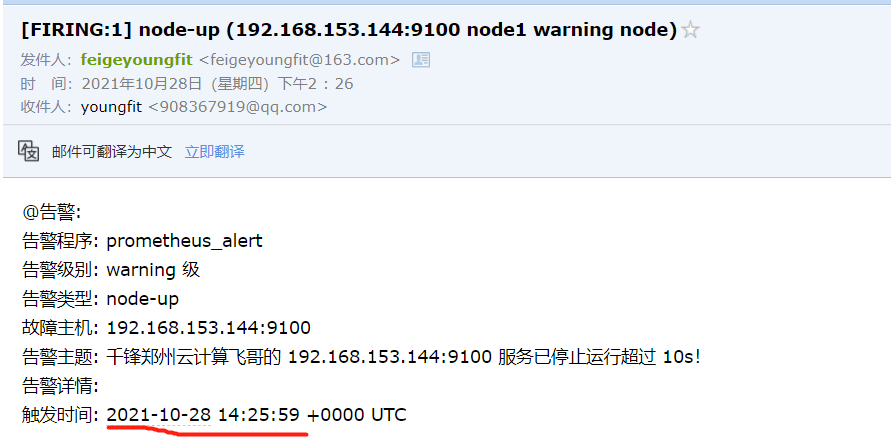 [FIRING:1] node-up (192.168.153.144:9100 node1 warning node)
发件人: feigeyoungfit <feigeyoungfit@163.com>
时 间: 2021年10月28日 (星期四) 下午2 : 26
收件人: youngfit <908367919@qq.com>
邮件可翻译为中文 立即翻译
@告警:
告警程序: prometheus_alert
告警级别: warning 级
告警类型: node-up
故障主机: 192.168.153.144:9100
告警主题: 千锋郑州云计算飞哥的 192.168.153.144:9100 服务已停止运行超过 10s!
告警详情:
触发时间: 2021-10-28 14:25:59 +0000 UTC